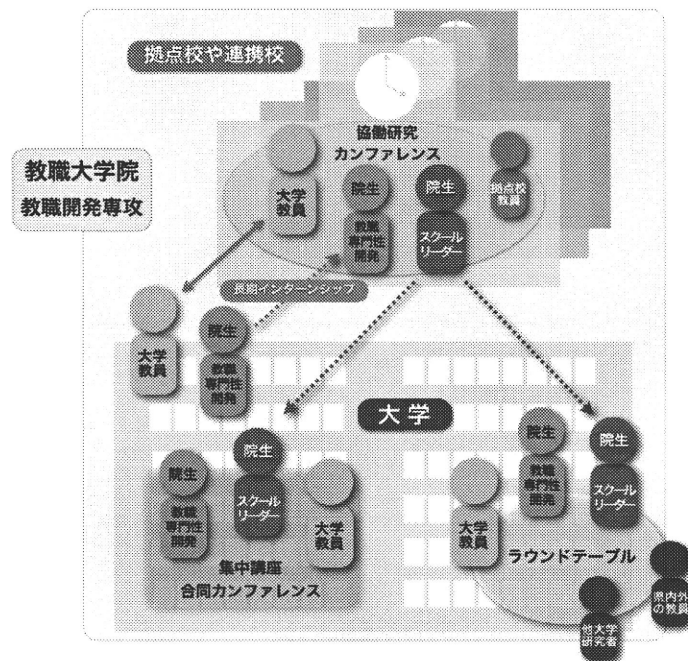 拠点校や連携校
教職大学院
教職開発専攻
協働研究
カンファレンス
大学
教員
院生
教職
専門性
開発
院生
スクール
リーダー
拠点校
教員
長期インターンシップ
大学
教員
院生
教職
専門性
開発
大学
院生
教職
専門性
開発
院生
スクール
リーダー
大学
教員
集中講座
合同カンファレンス
大学
教員
院生
教職
専門性
開発
院生
スクール
リーダー
ラウンドテーブル
県内外
の教員
他大学
研究者